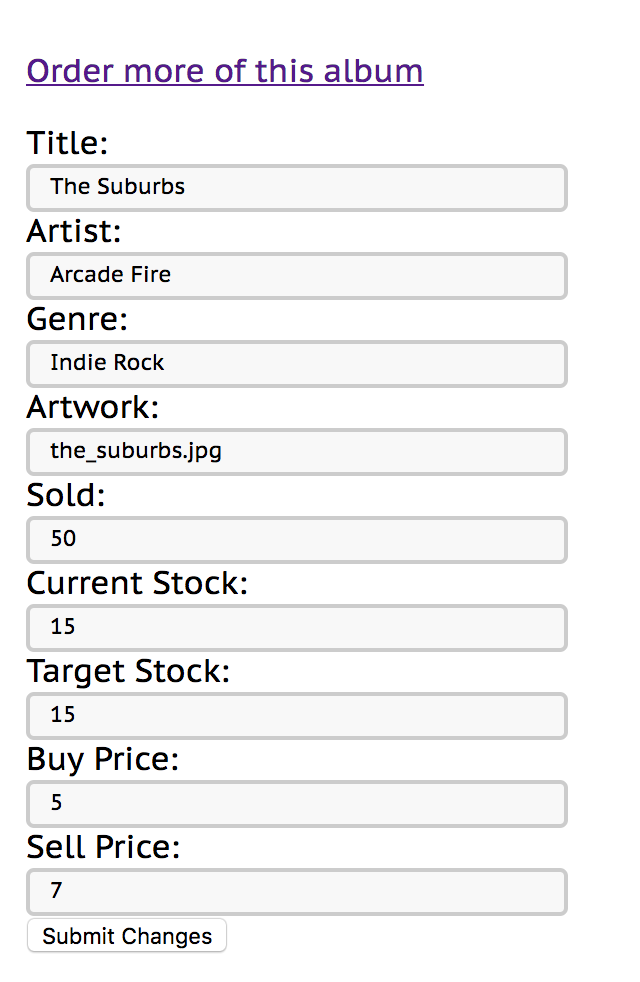 Order more of this album
Title:
The Suburbs
Artist:
Arcade Fire
Genre:
Indie Rock
Artwork:
the_suburbs.jpg
Sold:
50
Current Stock:
15
Target Stock:
15
Buy Price:
5
Sell Price:
7
Submit Changes